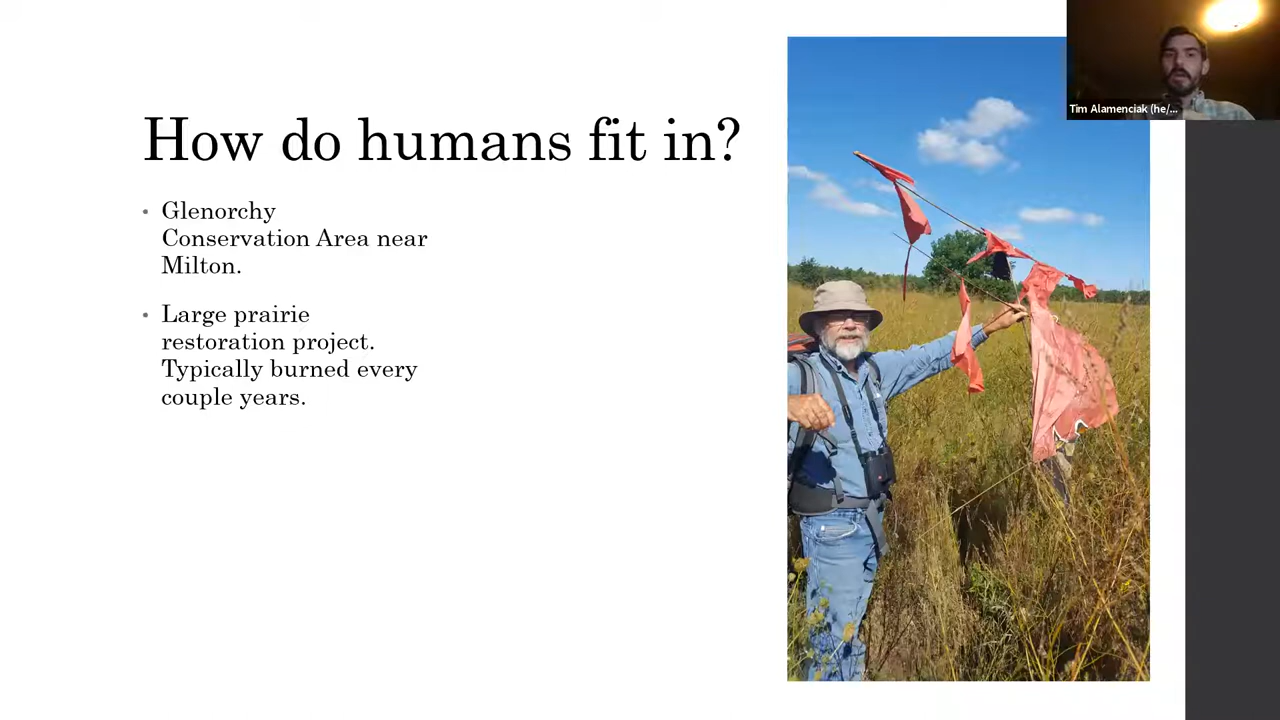 Tim Alamenciak (he/...
How do humans fit in?
• Glenorchy
Conservation Area near
Milton.
• Large prairie
restoration project.
Typically burned every
couple years.